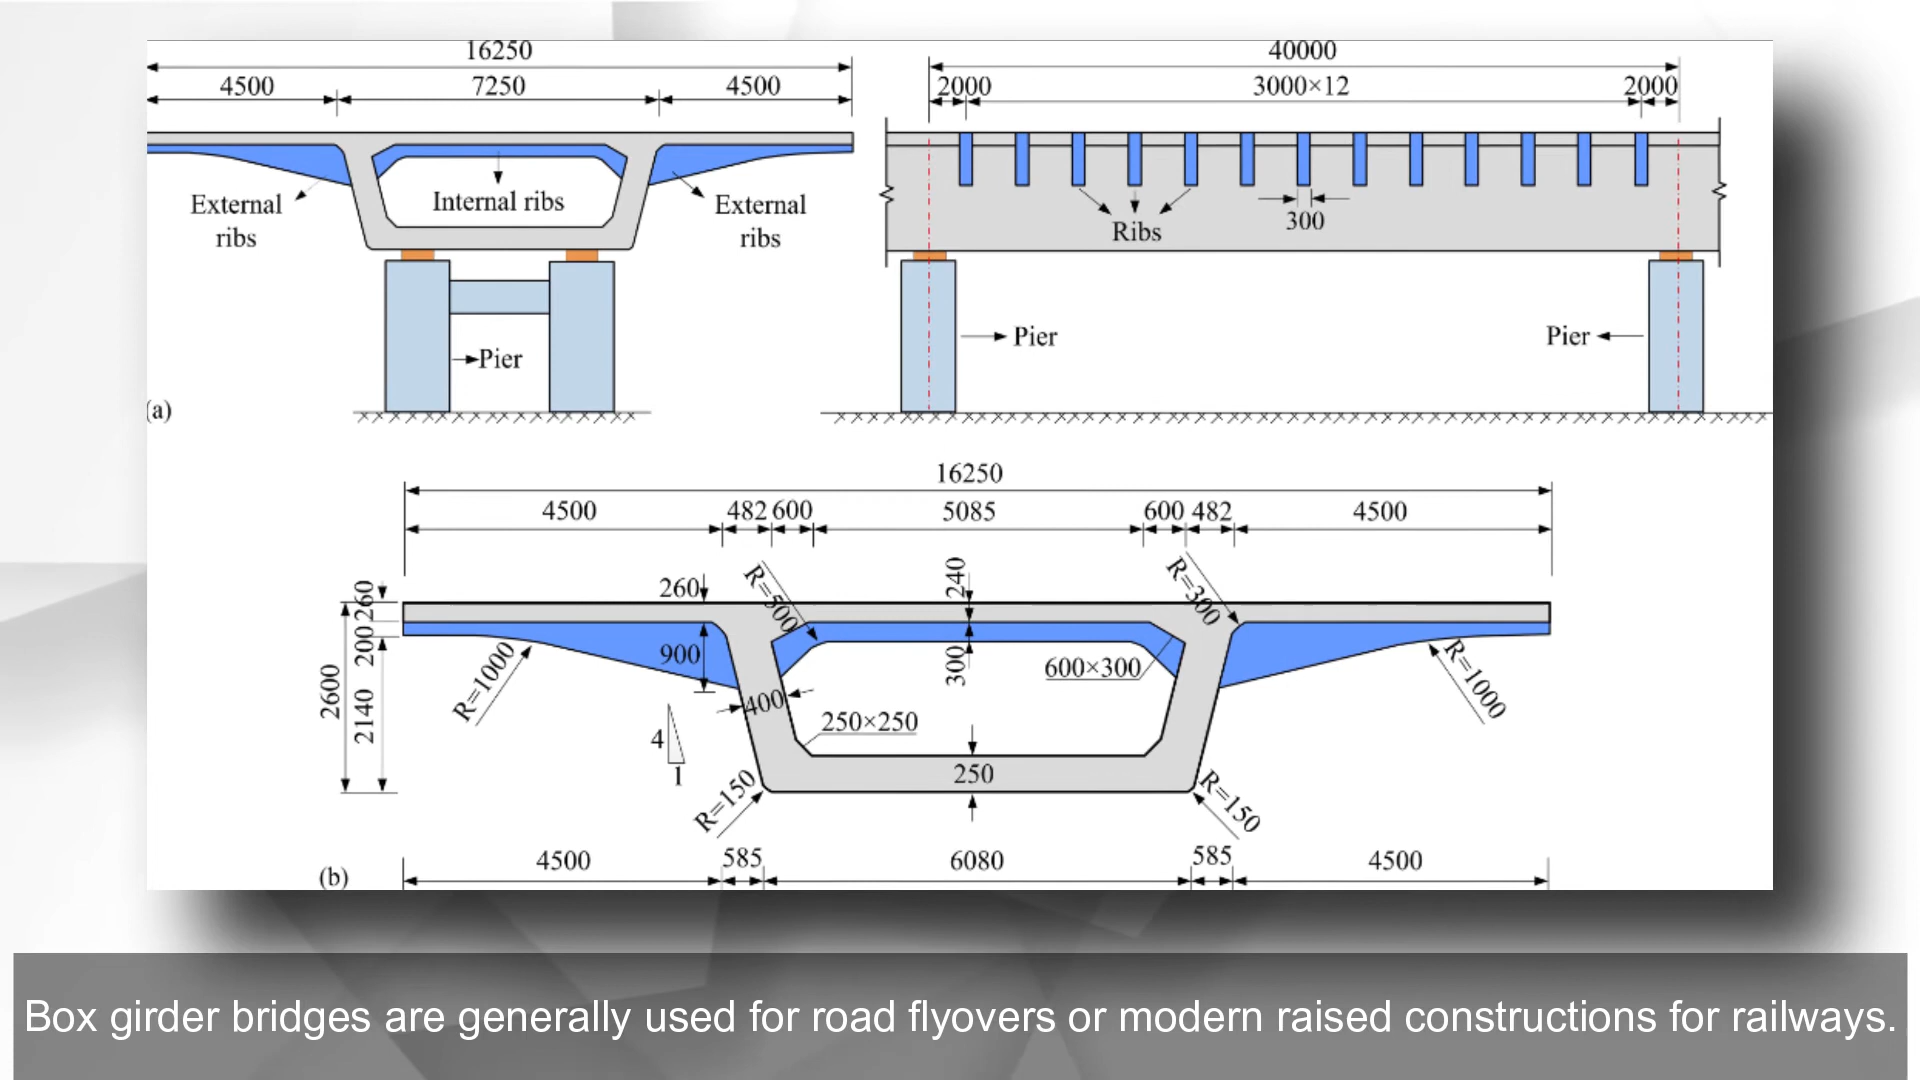 16250
4500 7250 4500
External
ribs
Internal ribs
External
ribs
Pier
(a)
40000
2000 3000×12 2000
Ribs
300
Pier
Pier
16250
4500 482 600 5085 600 482 4500
260
R=500
240
R=300
260
200
2600
2140
R=1000
900
400
300
600×300
R=1000
250×250
4
1
250
R=150
R=150
4500 585 6080 585 4500
(b)
Box girder bridges are generally used for road flyovers or modern raised constructions for railways.